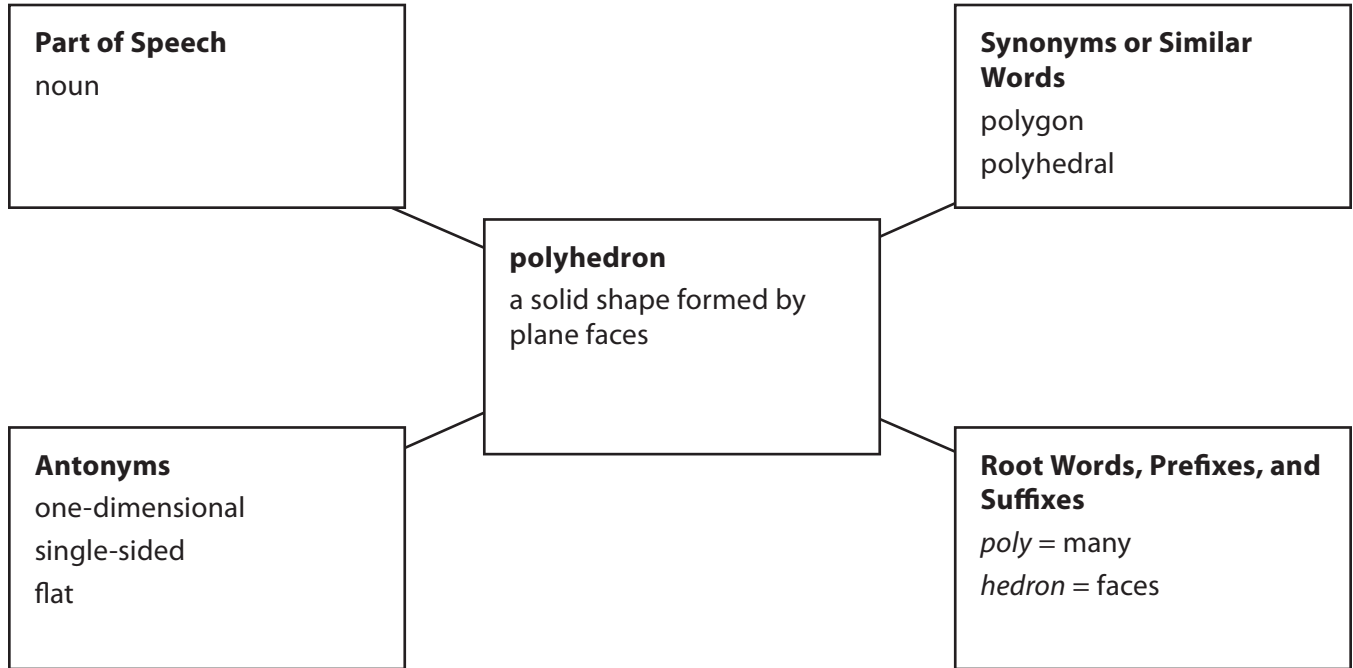 Part of Speech
noun
Synonyms or Similar
Words
polygon
polyhedral
polyhedron
a solid shape formed by
plane faces
Antonyms
one-dimensional
single-sided
flat
Root Words, Prefixes, and
Suffixes
poly = many
hedron = faces